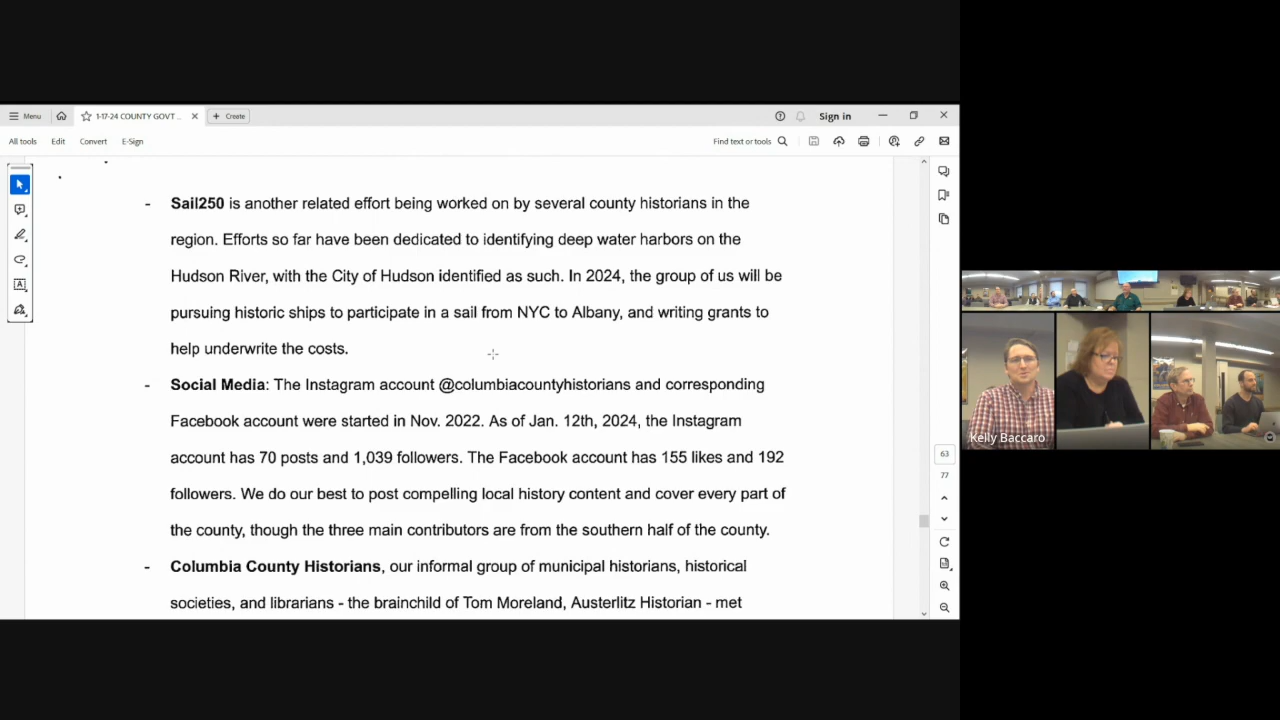 Menu
1-17-24 COUNTY GOVT ...
Create
Sign in
All tools Edit Convert E-Sign
Find text or tools
- Sail250 is another related effort being worked on by several county historians in the
region. Efforts so far have been dedicated to identifying deep water harbors on the
Hudson River, with the City of Hudson identified as such. In 2024, the group of us will be
pursuing historic ships to participate in a sail from NYC to Albany, and writing grants to
help underwrite the costs.
- Social Media: The Instagram account @columbiacountyhistorians and corresponding
Facebook account were started in Nov. 2022. As of Jan. 12th, 2024, the Instagram
account has 70 posts and 1,039 followers. The Facebook account has 155 likes and 192
followers. We do our best to post compelling local history content and cover every part of
the county, though the three main contributors are from the southern half of the county.
- Columbia County Historians, our informal group of municipal historians, historical
societies, and librarians - the brainchild of Tom Moreland, Austerlitz Historian - met
63
77
Kelly Baccaro